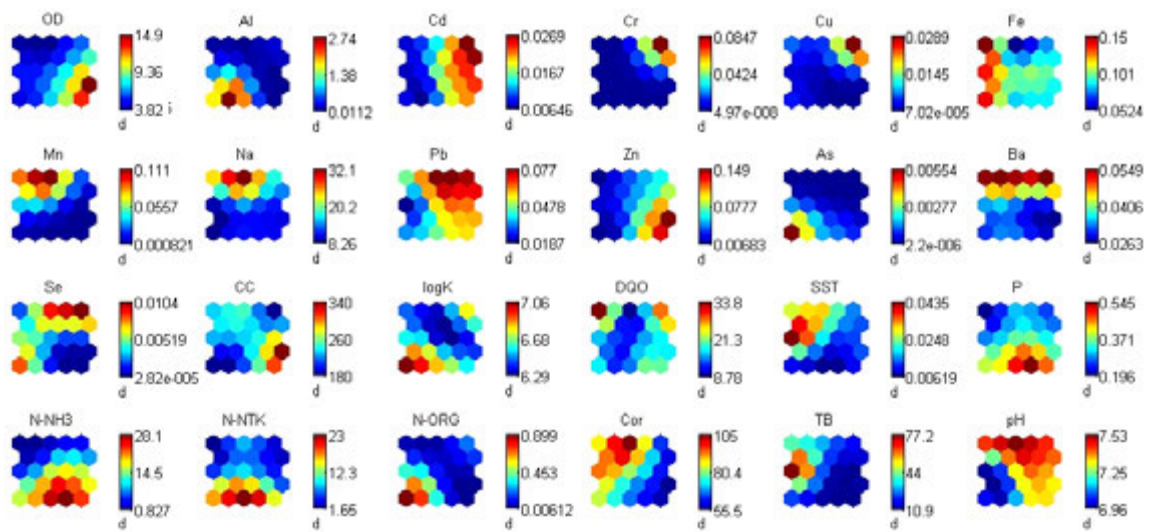 OD Al Cd Cr Cu Fe
14.9 2.74 0.0269 0.0847 0.0289 0.15
9.36 1.38 0.0167 0.0424 0.0145 0.101
3.82 0.0112 0.00646 4.97e-008 7.02e-005 0.0524
d d d d d d
Mn Na Pb Zn As Ba
0.111 32.1 0.077 0.149 0.00554 0.0549
0.0557 20.2 0.0478 0.0777 0.00277 0.0406
0.000821 8.26 0.0187 0.00683 2.2e-006 0.0263
d d d d d d
Se CC logK DQO SST P
0.0104 340 7.06 33.8 0.0435 0.545
0.00519 260 6.68 21.3 0.0248 0.371
2.82e-005 180 6.29 8.78 0.00619 0.196
d d d d d d
N-NH3 N-NTK N-ORG Cor TB pH
28.1 23 0.899 105 77.2 7.53
14.5 12.3 0.453 80.4 44 7.25
0.827 1.65 0.00612 55.5 10.9 6.96
d d d d d d